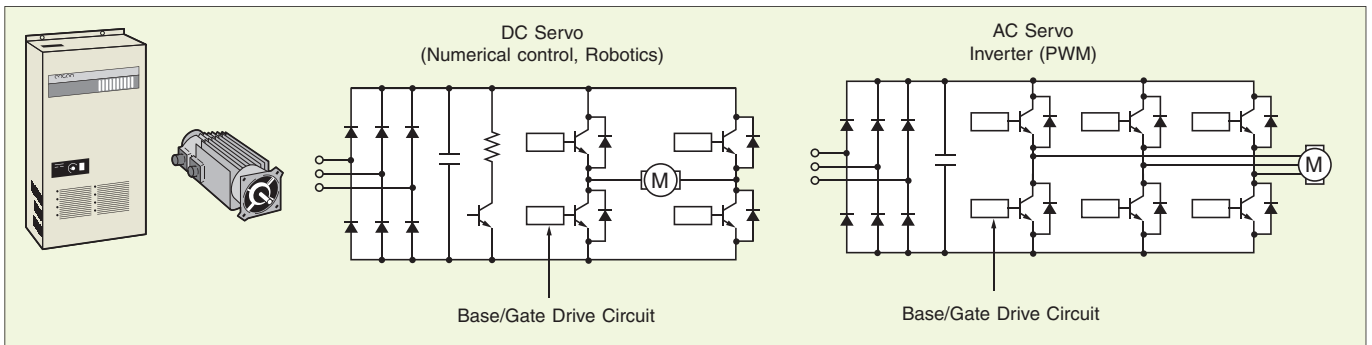 DC Servo
(Numerical control, Robotics)
M
Base/Gate Drive Circuit
AC Servo
Inverter (PWM)
M
Base/Gate Drive Circuit